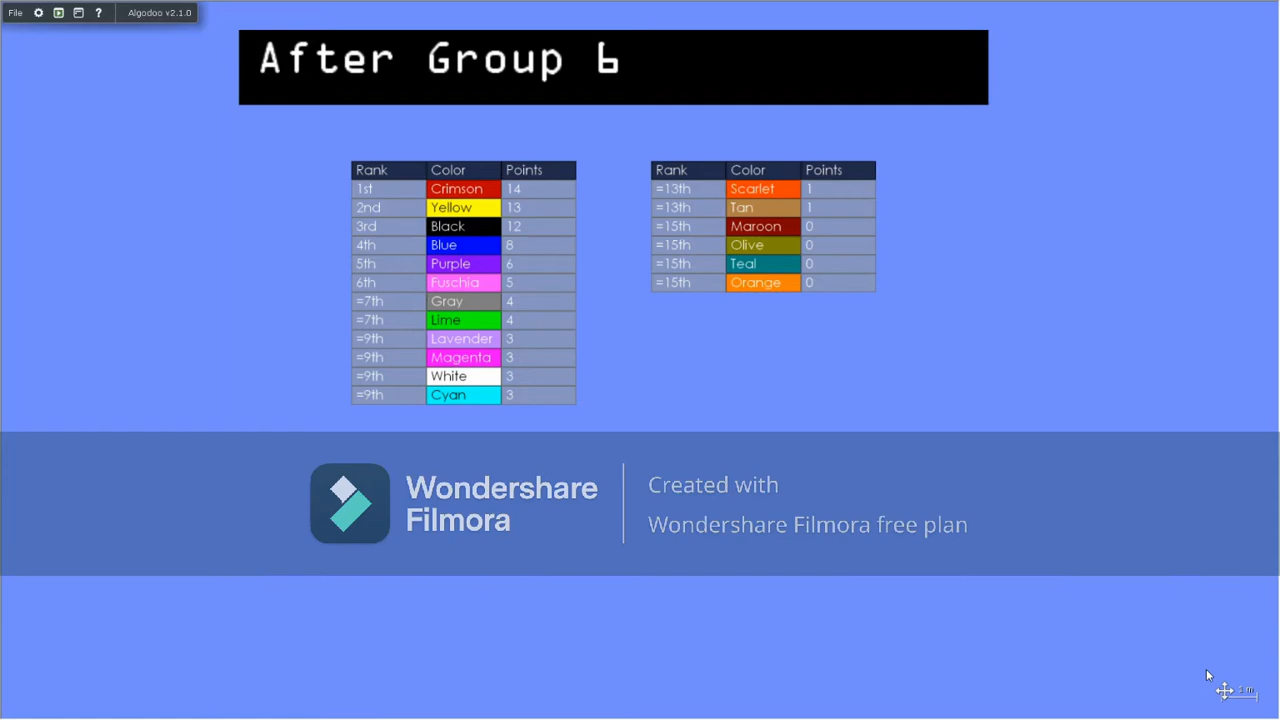 File ? Algodoo v2.1.0
After Group 6
Rank Color Points
1st Crimson 14
2nd Yellow 13
3rd Black 12
4th Blue 8
5th Purple 6
6th Fuschia 5
=7th Gray 4
=7th Lime 4
=9th Lavender 3
=9th Magenta 3
=9th White 3
=9th Cyan 3
Rank Color Points
=13th Scarlet 1
=13th Tan 1
=15th Maroon 0
=15th Olive 0
=15th Teal 0
=15th Orange 0
Wondershare
Filmora
Created with
Wondershare Filmora free plan
1 m